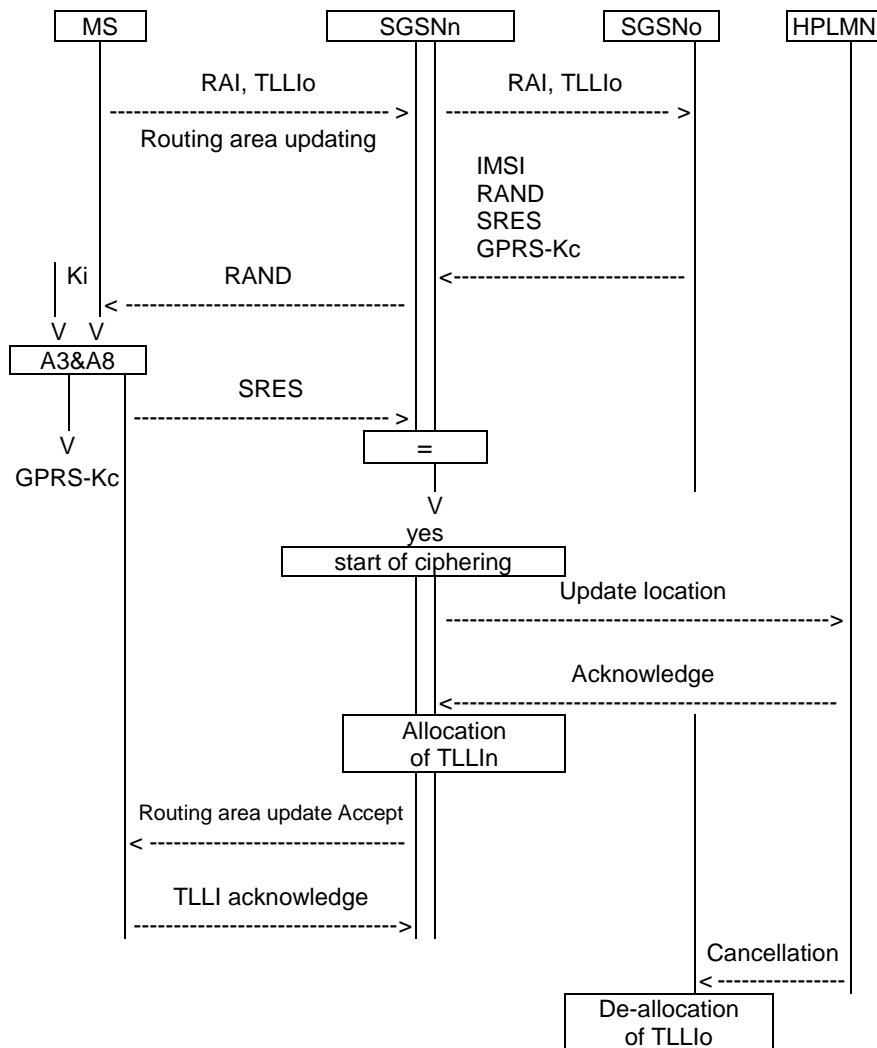 MS SGSNn SGSNo HPLMN
RAI, TLLIo RAI, TLLIo
Routing area updating
IMSI
RAND
SRES
GPRS-Kc
Ki RAND
V V
A3&A8
SRES
=
V
GPRS-Kc
V
yes
start of ciphering
Update location
Acknowledge
Allocation
of TLLIn
Routing area update Accept
TLLI acknowledge
Cancellation
De-allocation
of TLLIo